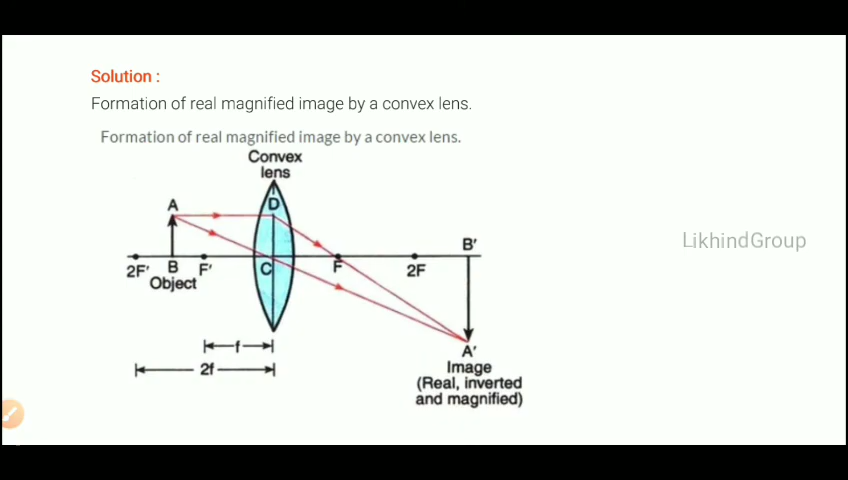 Solution :
Formation of real magnified image by a convex lens.
Formation of real magnified image by a convex lens.
Convex
lens
A
D
LikhindGroup
B'
2F' B F' C F 2F
Object
f
2f
A'
Image
(Real, inverted
and magnified)